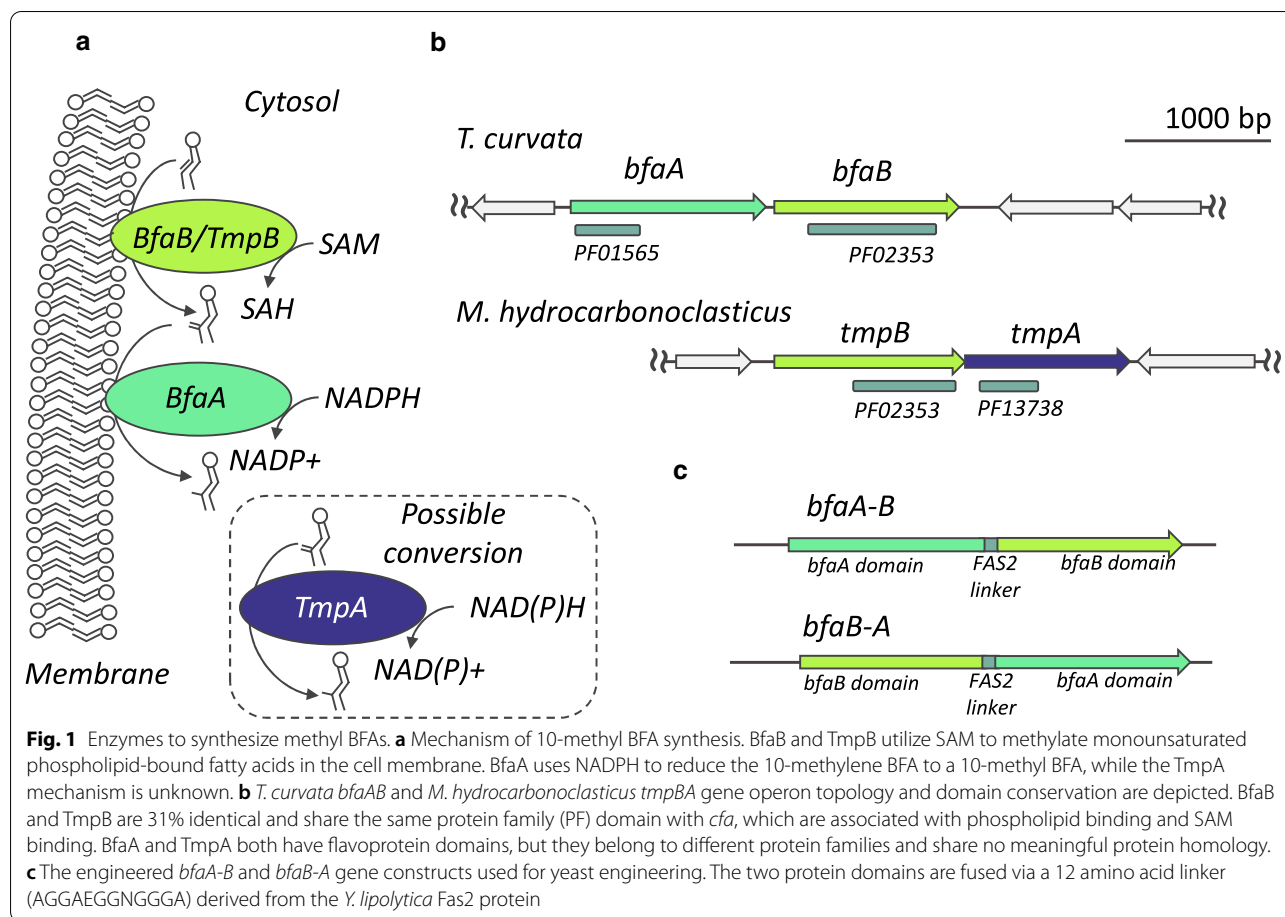 a
Cytosol
BfaB/TmpB
SAM
SAH
BfaA
NADPH
NADP+
Possible
conversion
TmpA
NAD(P)H
NAD(P)+
Membrane
b
1000 bp
T. curvata
bfaA
bfaB
PF01565
PF02353
M. hydrocarbonoclasticus
tmpB
tmpA
PF02353
PF13738
c
bfaA-B
bfaA domain
FAS2
linker
bfaB domain
bfaB-A
bfaB domain
FAS2
linker
bfaA domain
Fig. 1 Enzymes to synthesize methyl BFAs. a Mechanism of 10-methyl BFA synthesis. BfaB and TmpB utilize SAM to methylate monounsaturated
phospholipid-bound fatty acids in the cell membrane. BfaA uses NADPH to reduce the 10-methylene BFA to a 10-methyl BFA, while the TmpA
mechanism is unknown. b T. curvata bfaAB and M. hydrocarbonoclasticus tmpBA gene operon topology and domain conservation are depicted. BfaB
and TmpB are 31% identical and share the same protein family (PF) domain with cfa, which are associated with phospholipid binding and SAM
binding. BfaA and TmpA both have flavoprotein domains, but they belong to different protein families and share no meaningful protein homology.
c The engineered bfaA-B and bfaB-A gene constructs used for yeast engineering. The two protein domains are fused via a 12 amino acid linker
(AGGAEGGNGGGA) derived from the Y. lipolytica Fas2 protein